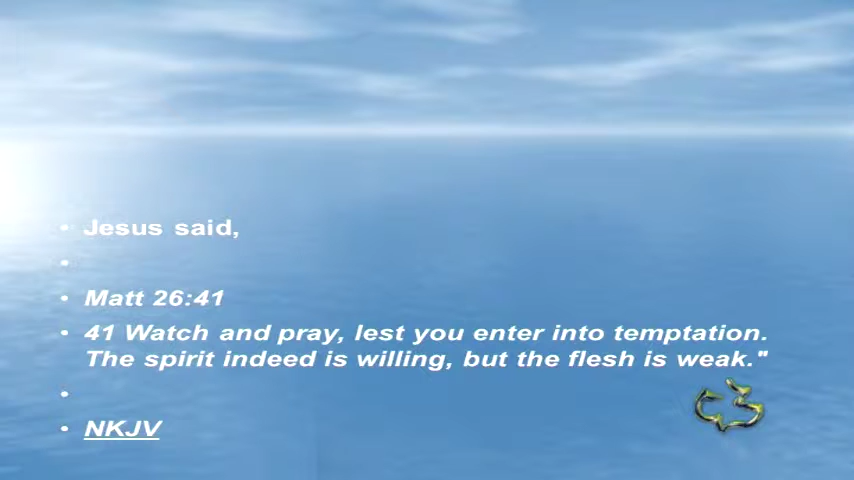 • Jesus said,
•
• Matt 26:41
• 41 Watch and pray, lest you enter into temptation.
The spirit indeed is willing, but the flesh is weak."
•
• NKJV